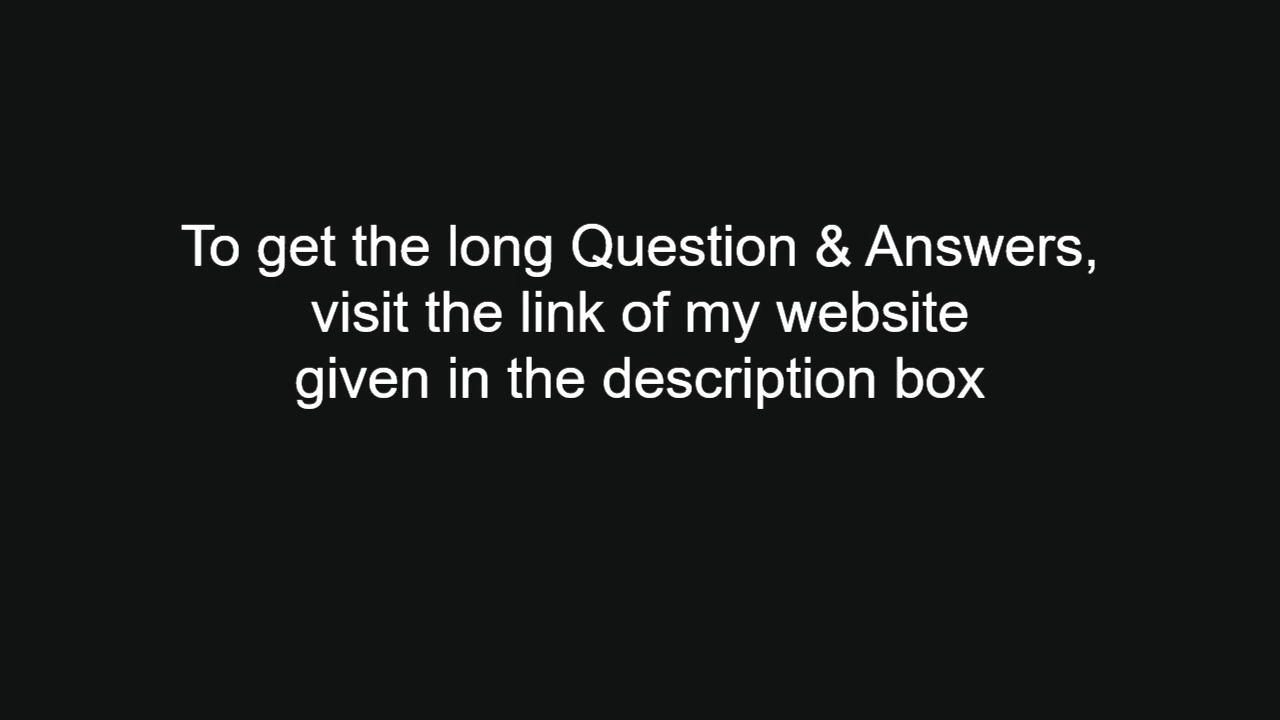 To get the long Question & Answers,
visit the link of my website
given in the description box